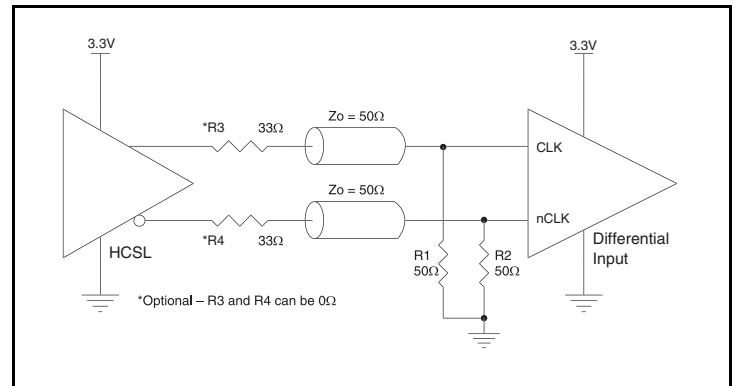 3.3V
3.3V
*R3
33Ω
Zo = 50Ω
CLK
Zo = 50Ω
nCLK
*R4
33Ω
HCSL
R1
50Ω
R2
50Ω
Differential
Input
*Optional – R3 and R4 can be 0Ω